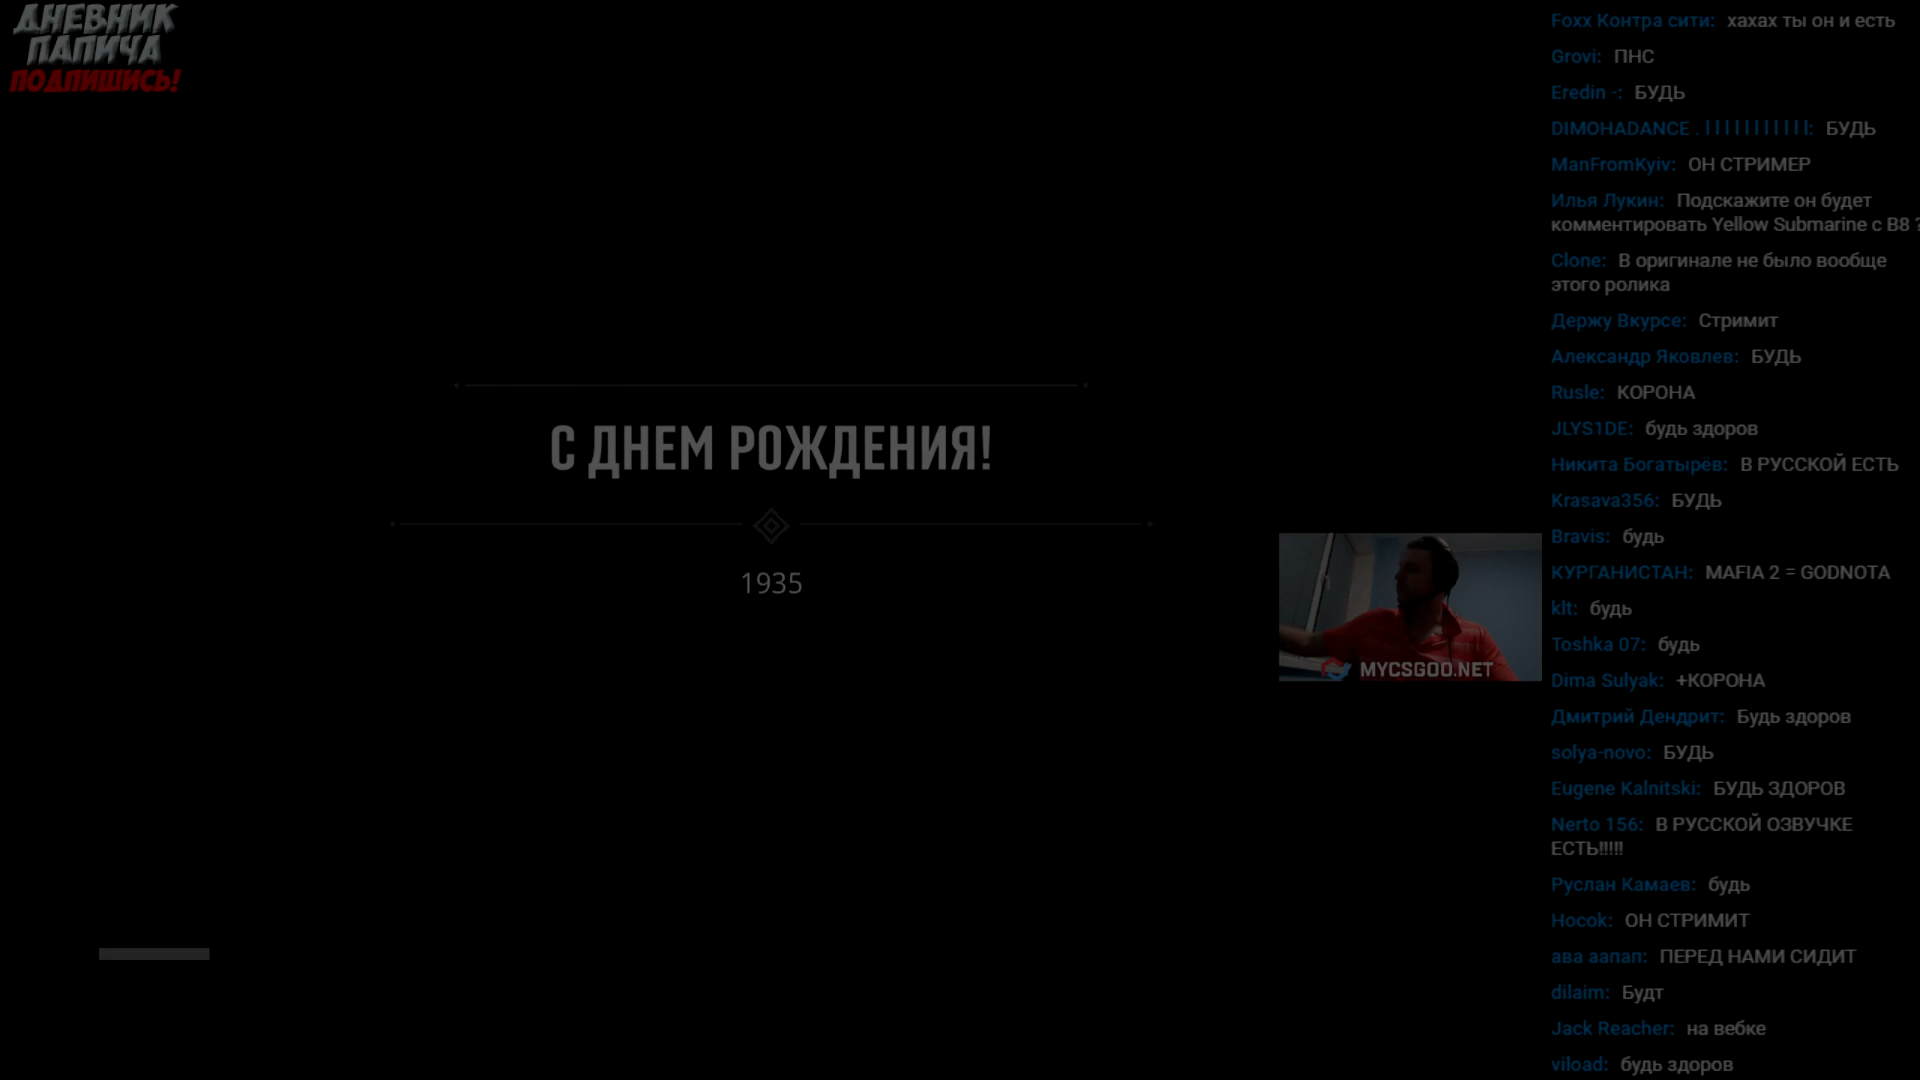 ДНЕВНИК
ПАПИЧА
ПОДПИШИСЬ!
С ДНЕМ РОЖДЕНИЯ!
1935
MYCSGOO.NET
Foxx Контра сити: хахах ты он и есть
Grovi: ПНС
Eredin -: БУДЬ
DIMOHADANCE . l l l l l l l l l l l: БУДЬ
ManFromKyiv: ОН СТРИМЕР
Илья Лукин: Подскажите он будет
комментировать Yellow Submarine с B8 ?
Clone: В оригинале не было вообще
этого ролика
Держу Вкурсе: Стримит
Александр Яковлев: БУДЬ
Rusle: КОРОНА
JLYS1DE: будь здоров
Никита Богатырёв: В РУССКОЙ ЕСТЬ
Krasava356: БУДЬ
Bravis: будь
КУРГАНИСТАН: MAFIA 2 = GODNOTA
klt: будь
Toshka 07: будь
Dima Sulyak: +КОРОНА
Дмитрий Дендрит: Будь здоров
solya-novo: БУДЬ
Eugene Kalnitski: БУДЬ ЗДОРОВ
Nerto 156: В РУССКОЙ ОЗВУЧКЕ
ЕСТЬ!!!!!
Руслан Камаев: будь
Hocok: ОН СТРИМИТ
ава аапап: ПЕРЕД НАМИ СИДИТ
dilaim: Будт
Jack Reacher: на вебке
viload: будь здоров